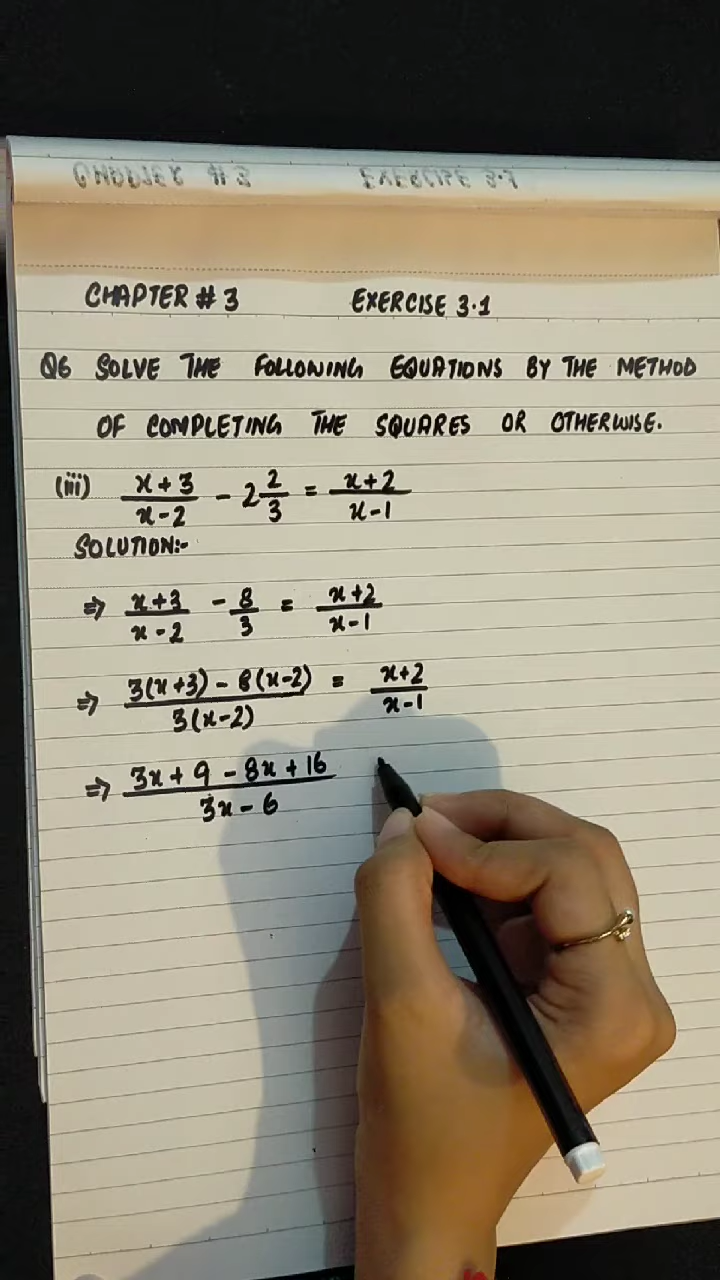 CHAPTER # 3 EXERCISE 3.1
Q6 SOLVE THE FOLLOWING EQUATIONS BY THE METHOD
OF COMPLETING THE SQUARES OR OTHERWISE.
(iii) (x+3)/(x-2) - 2 2/3 = (x+2)/(x-1)
SOLUTION:-
⇒ (x+3)/(x-2) - 8/3 = (x+2)/(x-1)
⇒ (3(x+3) - 8(x-2))/(3(x-2)) = (x+2)/(x-1)
⇒ (3x + 9 - 8x + 16)/(3x - 6)